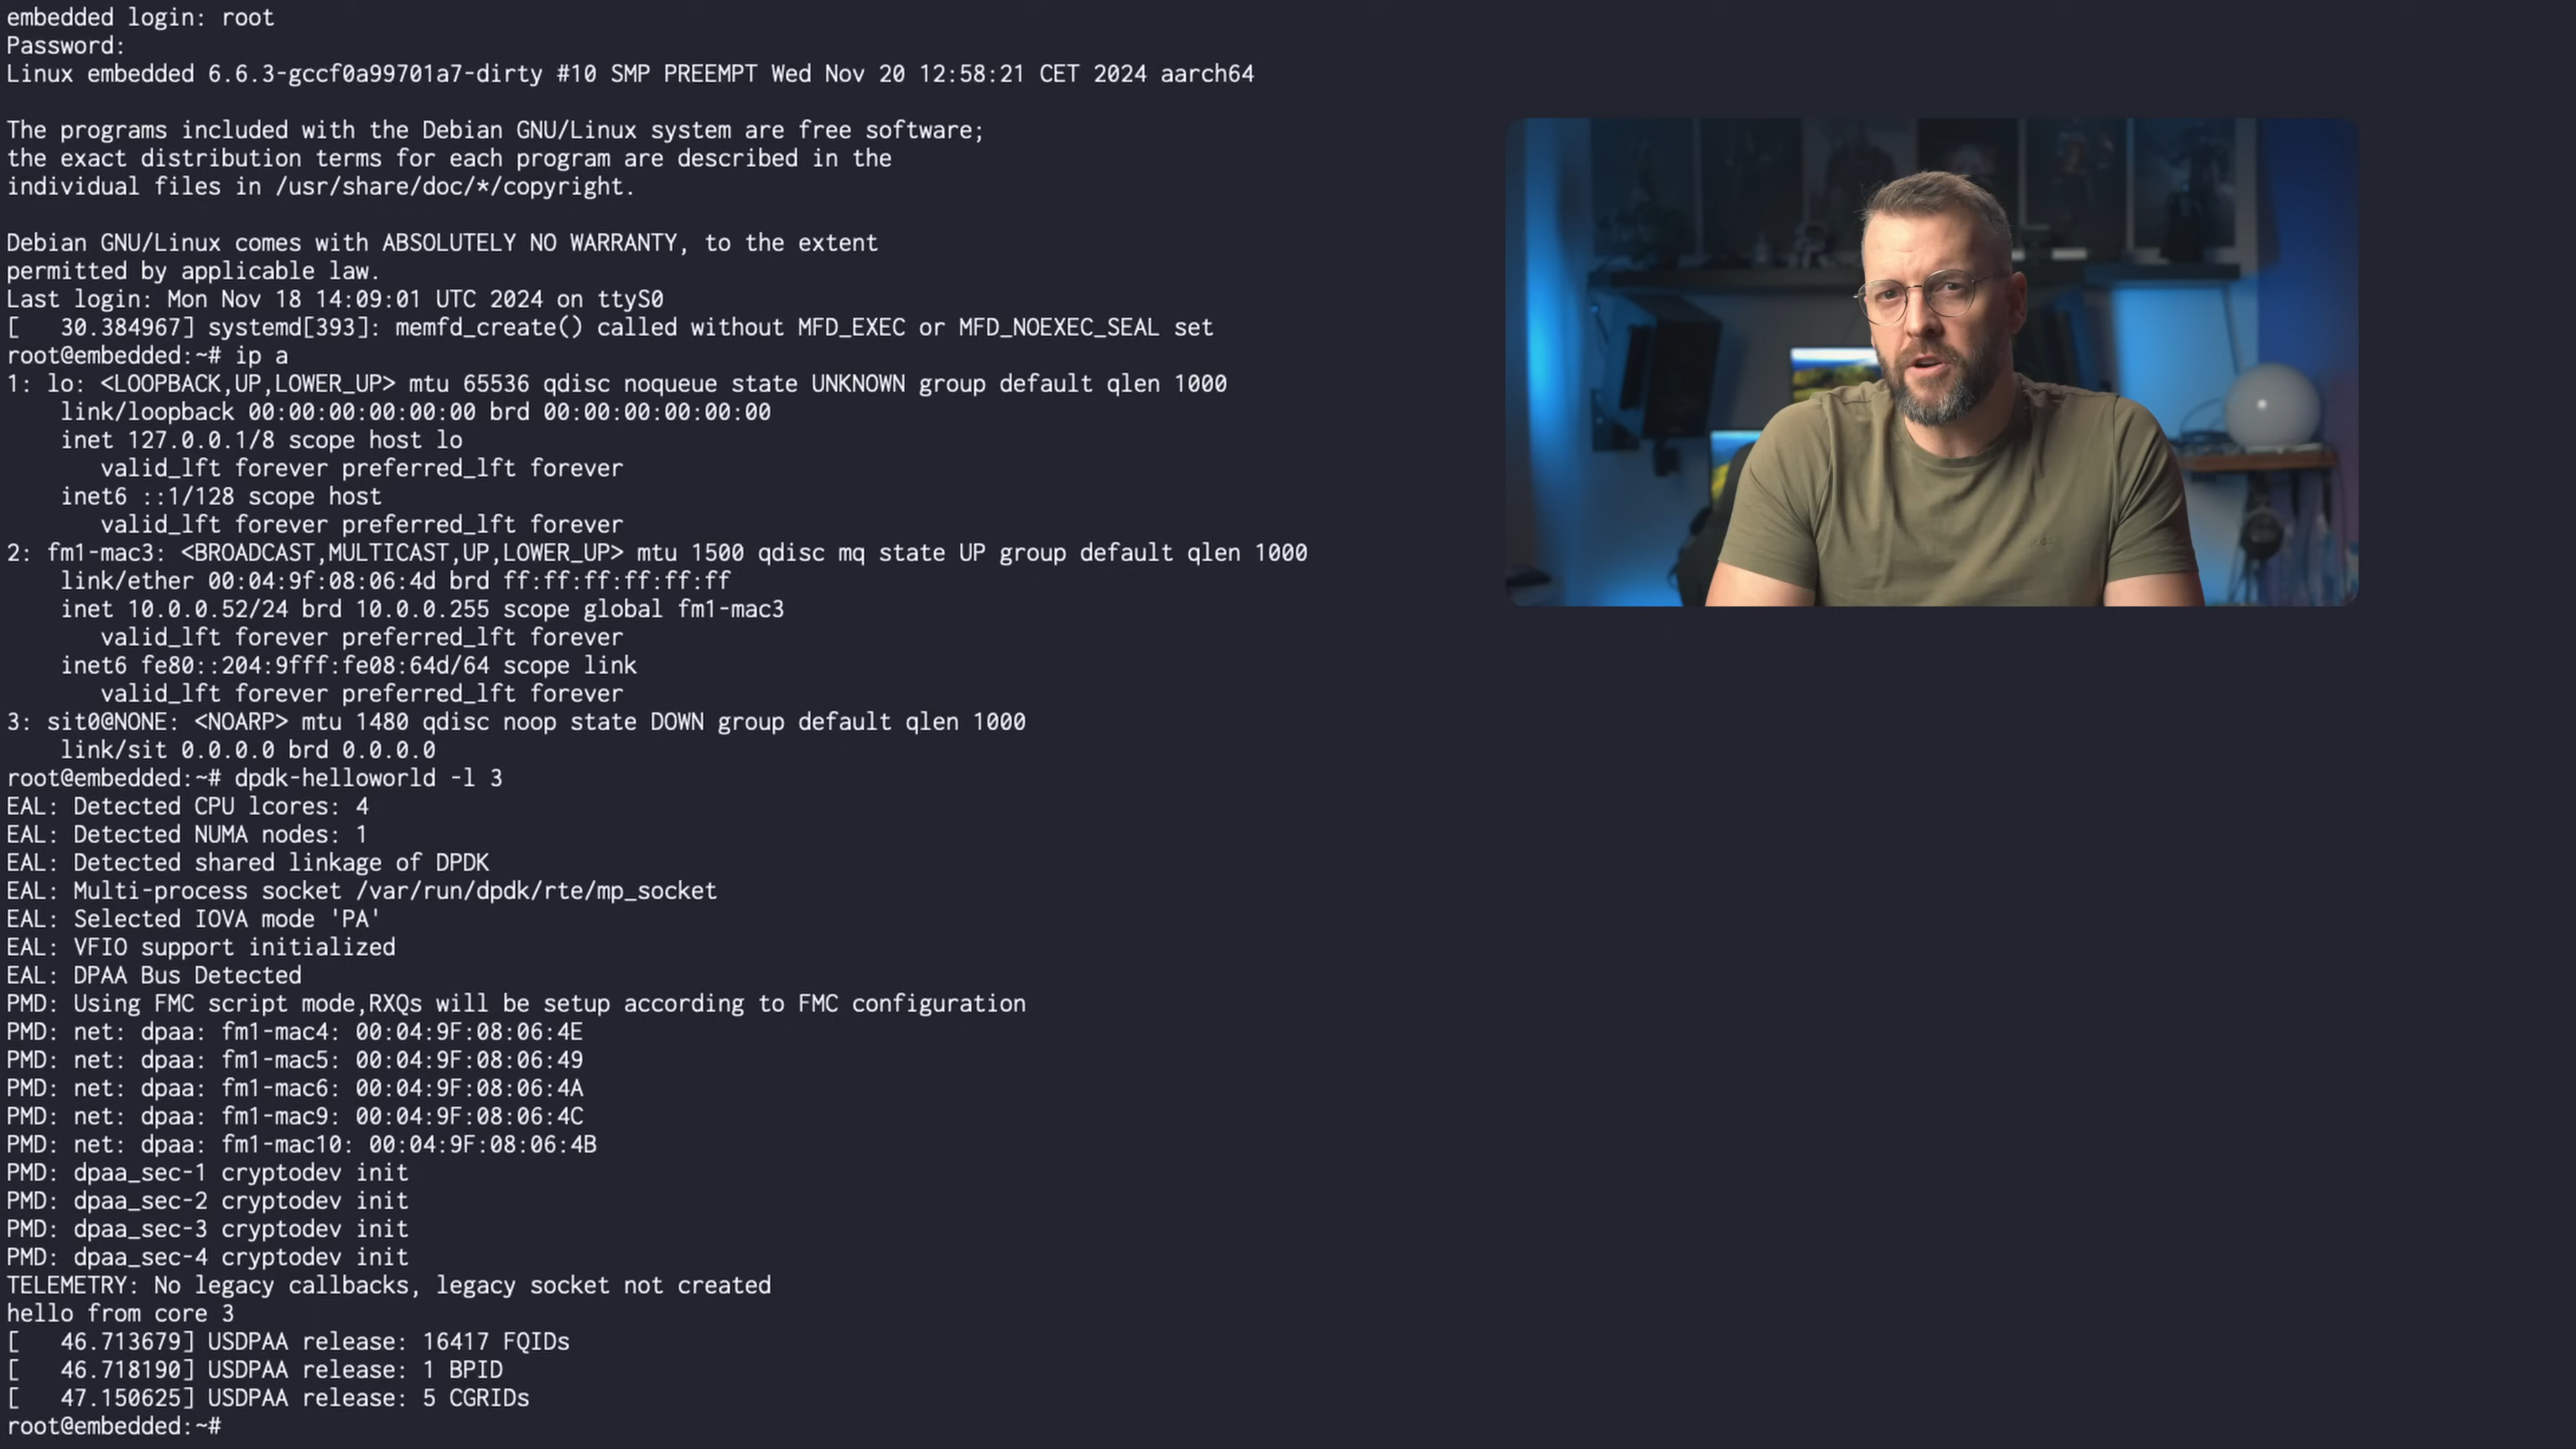 embedded login: root
Password:
Linux embedded 6.6.3-gccf0a99701a7-dirty #10 SMP PREEMPT Wed Nov 20 12:58:21 CET 2024 aarch64
The programs included with the Debian GNU/Linux system are free software;
the exact distribution terms for each program are described in the
individual files in /usr/share/doc/*/copyright.
Debian GNU/Linux comes with ABSOLUTELY NO WARRANTY, to the extent
permitted by applicable law.
Last login: Mon Nov 18 14:09:01 UTC 2024 on ttyS0
[   30.384967] systemd[393]: memfd_create() called without MFD_EXEC or MFD_NOEXEC_SEAL set
root@embedded:~# ip a
1: lo: <LOOPBACK,UP,LOWER_UP> mtu 65536 qdisc noqueue state UNKNOWN group default qlen 1000
    link/loopback 00:00:00:00:00:00 brd 00:00:00:00:00:00
    inet 127.0.0.1/8 scope host lo
       valid_lft forever preferred_lft forever
    inet6 ::1/128 scope host
       valid_lft forever preferred_lft forever
2: fm1-mac3: <BROADCAST,MULTICAST,UP,LOWER_UP> mtu 1500 qdisc mq state UP group default qlen 1000
    link/ether 00:04:9f:08:06:4d brd ff:ff:ff:ff:ff:ff
    inet 10.0.0.52/24 brd 10.0.0.255 scope global fm1-mac3
       valid_lft forever preferred_lft forever
    inet6 fe80::204:9fff:fe08:64d/64 scope link
       valid_lft forever preferred_lft forever
3: sit0@NONE: <NOARP> mtu 1480 qdisc noop state DOWN group default qlen 1000
    link/sit 0.0.0.0 brd 0.0.0.0
root@embedded:~# dpdk-helloworld -l 3
EAL: Detected CPU lcores: 4
EAL: Detected NUMA nodes: 1
EAL: Detected shared linkage of DPDK
EAL: Multi-process socket /var/run/dpdk/rte/mp_socket
EAL: Selected IOVA mode 'PA'
EAL: VFIO support initialized
EAL: DPAA Bus Detected
PMD: Using FMC script mode,RXQs will be setup according to FMC configuration
PMD: net: dpaa: fm1-mac4: 00:04:9F:08:06:4E
PMD: net: dpaa: fm1-mac5: 00:04:9F:08:06:49
PMD: net: dpaa: fm1-mac6: 00:04:9F:08:06:4A
PMD: net: dpaa: fm1-mac9: 00:04:9F:08:06:4C
PMD: net: dpaa: fm1-mac10: 00:04:9F:08:06:4B
PMD: dpaa_sec-1 cryptodev init
PMD: dpaa_sec-2 cryptodev init
PMD: dpaa_sec-3 cryptodev init
PMD: dpaa_sec-4 cryptodev init
TELEMETRY: No legacy callbacks, legacy socket not created
hello from core 3
[   46.713679] USDPAA release: 16417 FQIDs
[   46.718190] USDPAA release: 1 BPID
[   47.150625] USDPAA release: 5 CGRIDs
root@embedded:~#